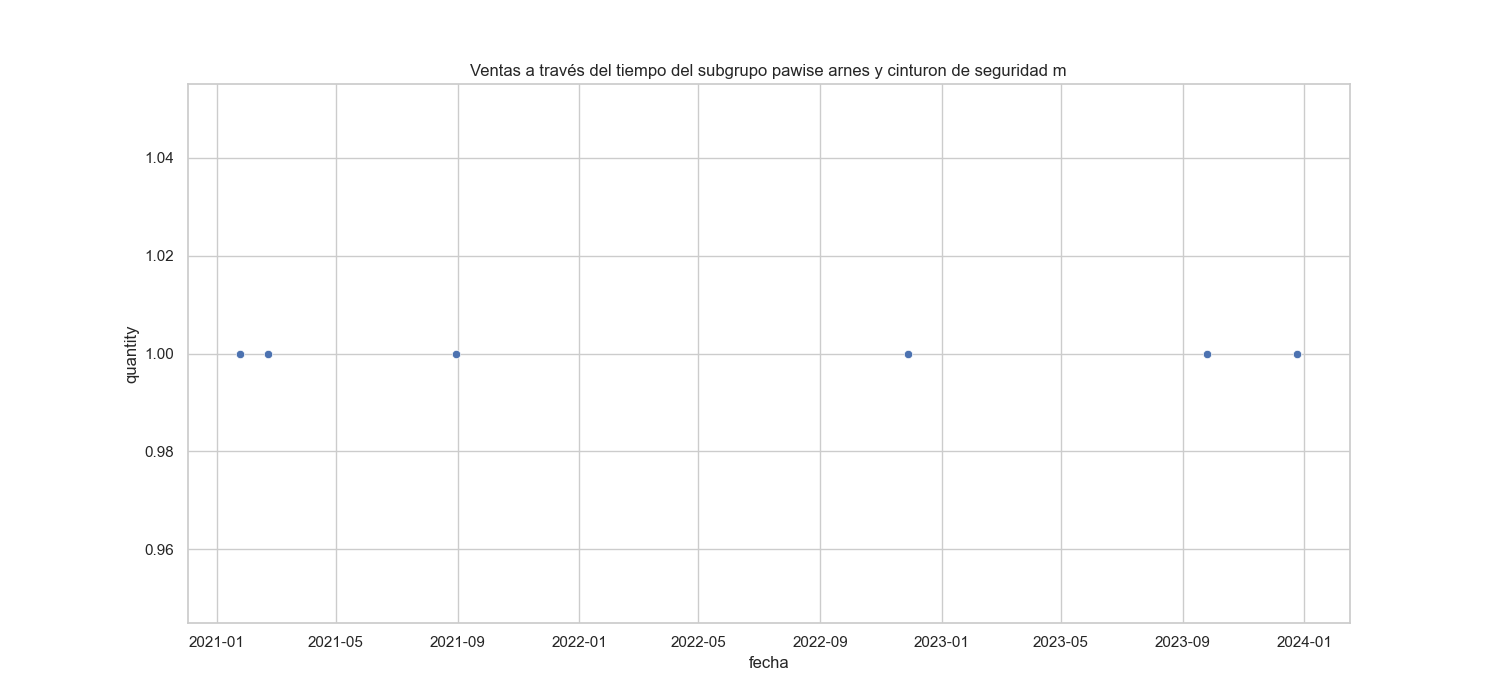 Ventas a través del tiempo del subgrupo pawise arnes y cinturon de seguridad m
1.04
1.02
1.00
0.98
0.96
quantity
2021-01 2021-05 2021-09 2022-01 2022-05 2022-09 2023-01 2023-05 2023-09 2024-01
fecha